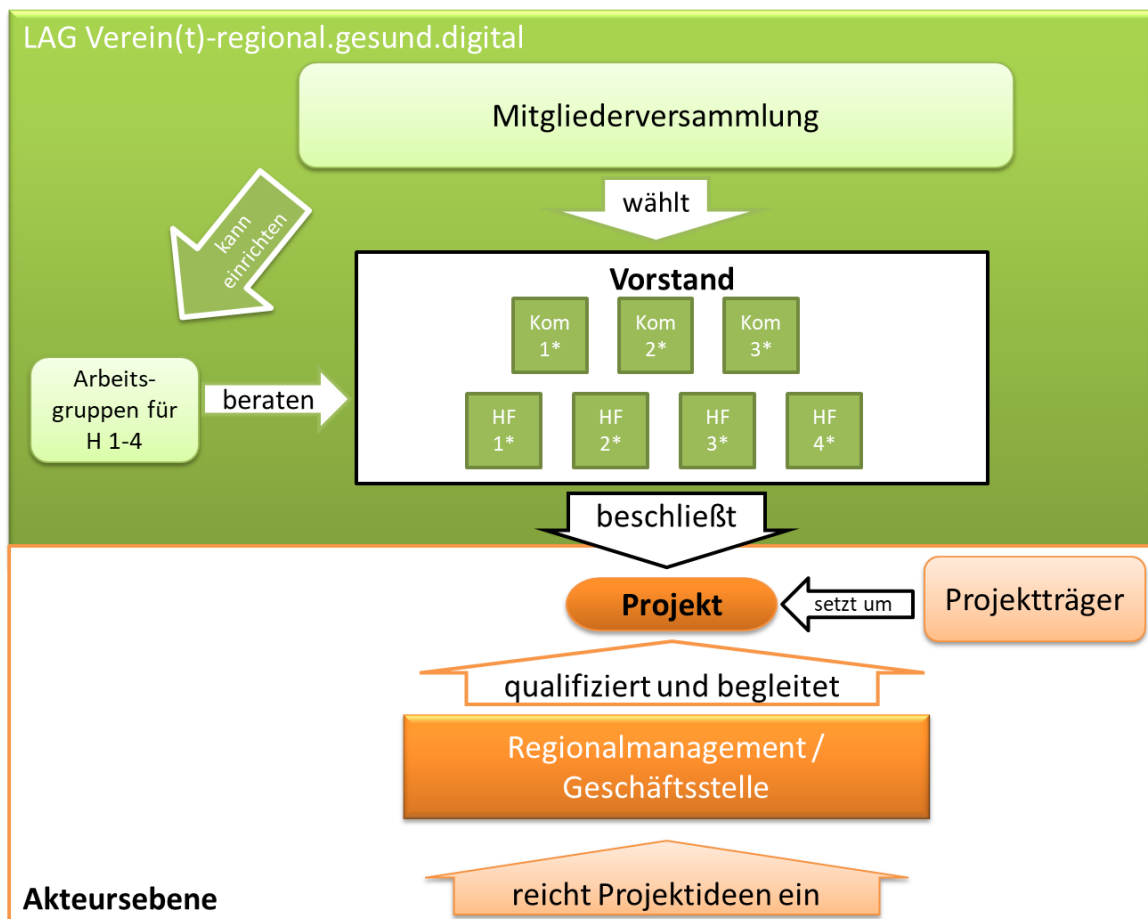 LAG Verein(t)-regional.gesund.digital
Mitgliederversammlung
wählt
kann
einrichten
Vorstand
Kom
1*
Kom
2*
Kom
3*
Arbeits-
gruppen für
H 1-4
beraten
HF
1*
HF
2*
HF
3*
HF
4*
beschließt
Projekt
setzt um
Projektträger
qualifiziert und begleitet
Regionalmanagement /
Geschäftsstelle
reicht Projektideen ein
Akteursebene